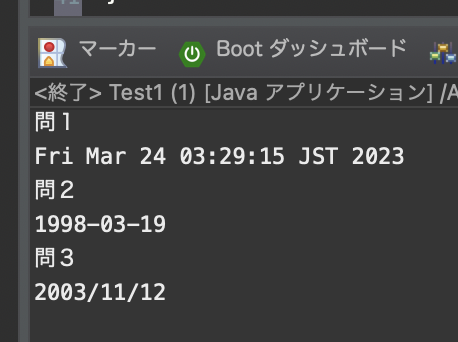 マーカー Boot ダッシュボード
<終了> Test1 (1) [Java アプリケーション] /A
問１
Fri Mar 24 03:29:15 JST 2023
問２
1998-03-19
問３
2003/11/12